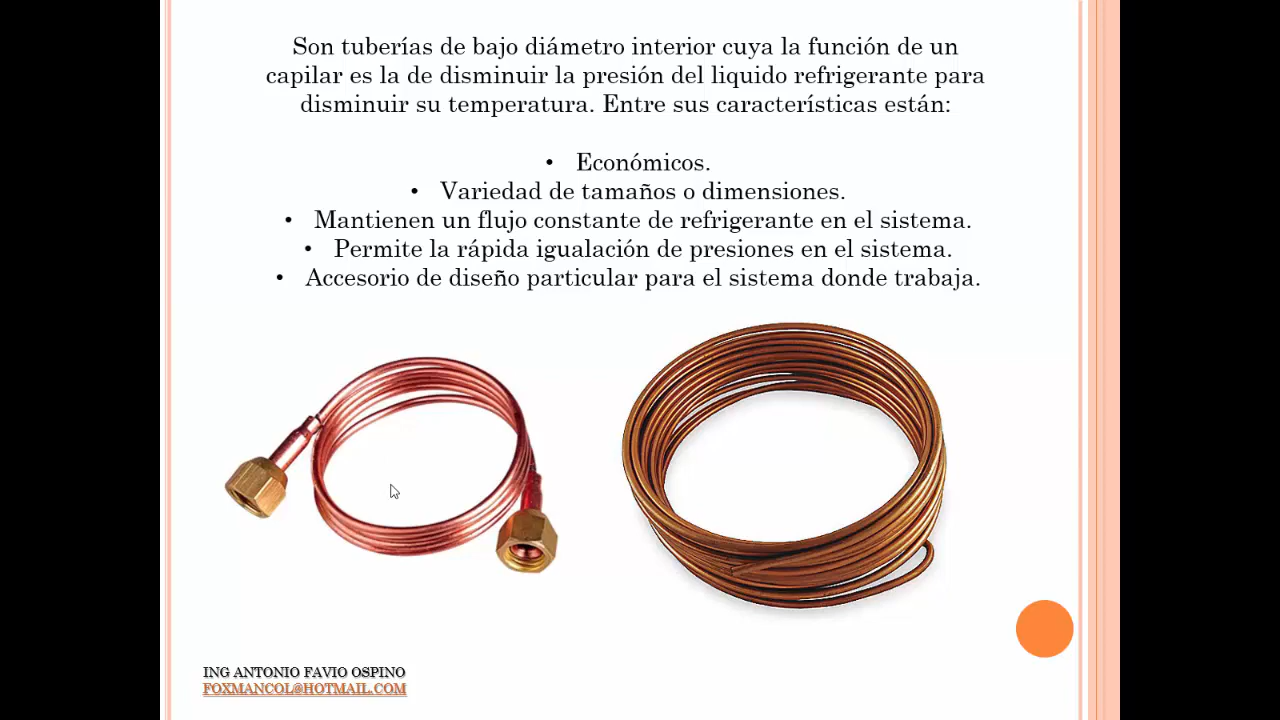 Son tuberías de bajo diámetro interior cuya la función de un
capilar es la de disminuir la presión del liquido refrigerante para
disminuir su temperatura. Entre sus características están:
• Económicos.
• Variedad de tamaños o dimensiones.
• Mantienen un flujo constante de refrigerante en el sistema.
• Permite la rápida igualación de presiones en el sistema.
• Accesorio de diseño particular para el sistema donde trabaja.
ING ANTONIO FAVIO OSPINO
FOXMANCOL@HOTMAIL.COM